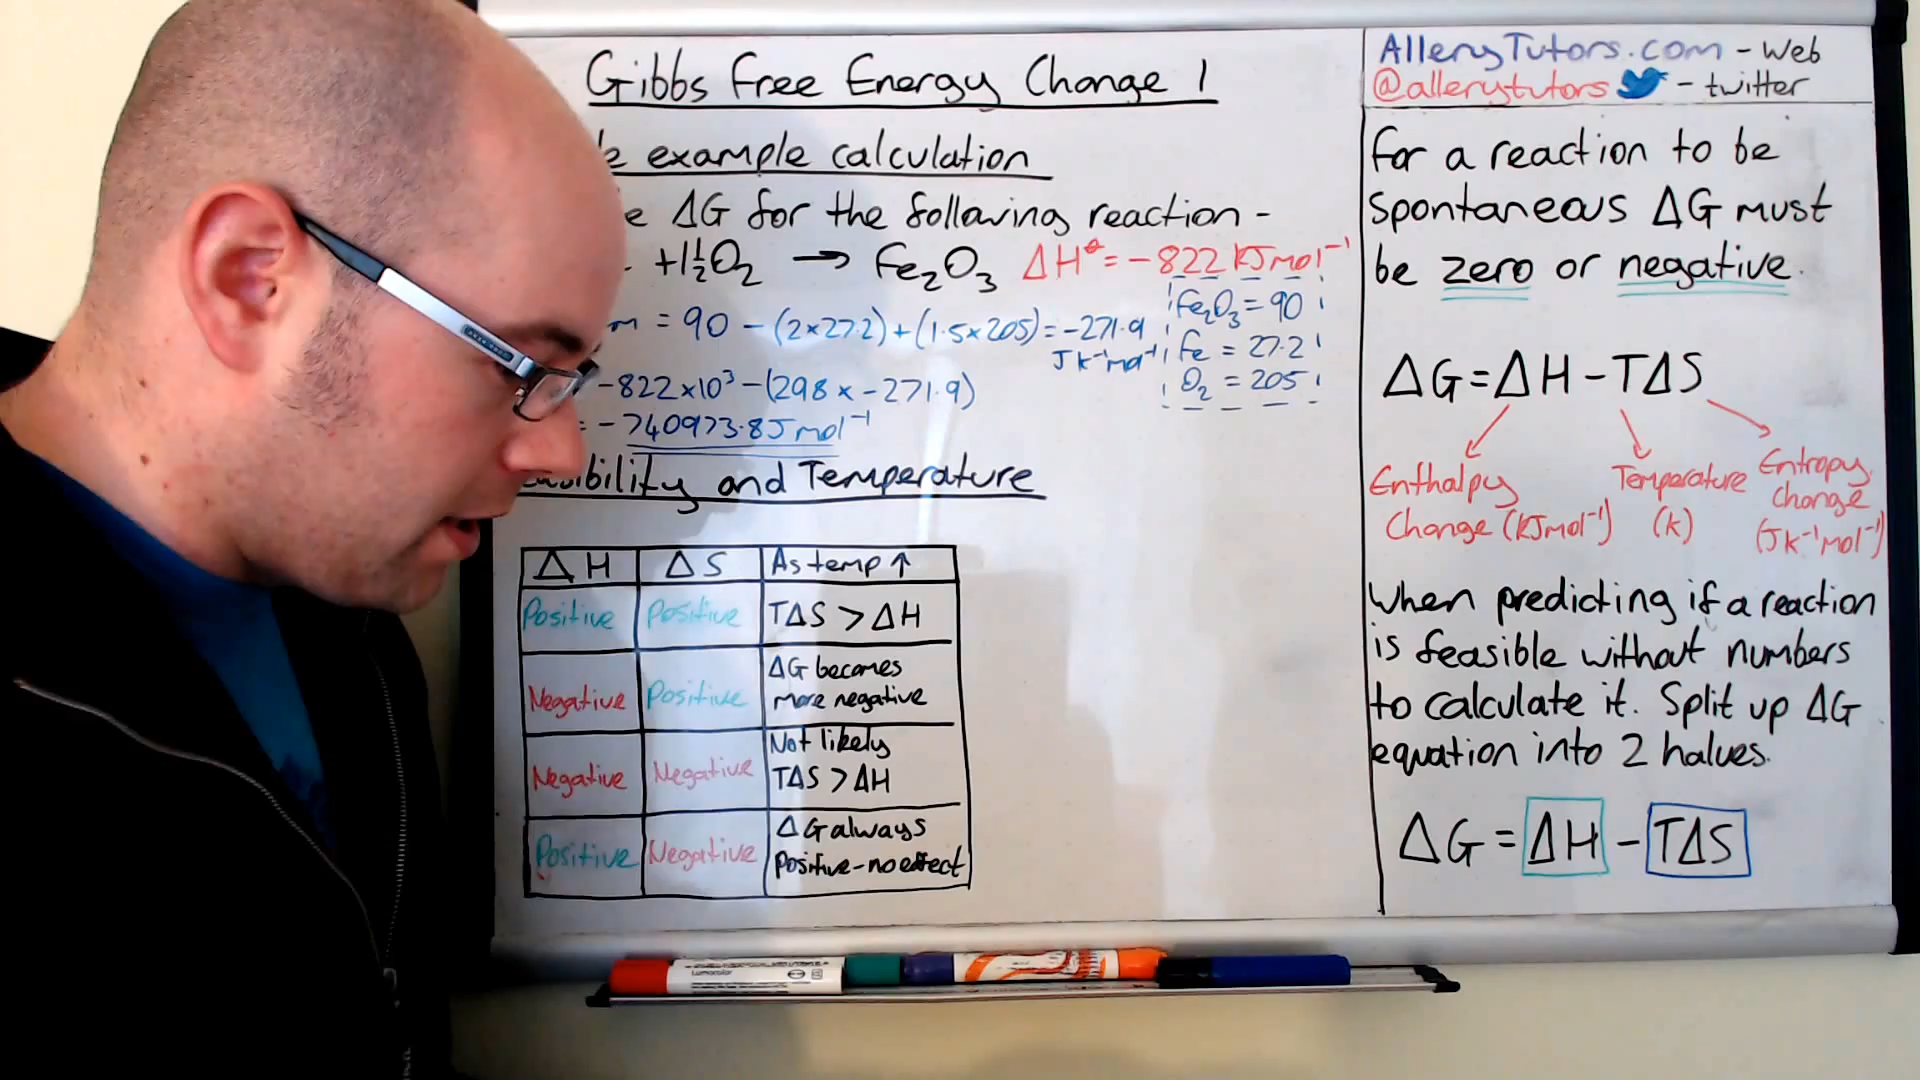 Gibbs Free Energy Change 1
example calculation
ΔG for the following reaction -
+1½O₂ → Fe₂O₃ ΔH° = -822 kJmol⁻¹
= 90 - (2×27.2) + (1.5×205) = -271.9
Jk⁻¹mol⁻¹
Fe₂O₃ = 90
Fe = 27.2
O₂ = 205
-822×10³ - (298 × -271.9)
= -740973.8Jmol⁻¹
and Temperature
ΔH ΔS As temp ↑
Positive Positive TΔS > ΔH
Negative Positive ΔG becomes
more negative
Negative Negative Not likely
TΔS > ΔH
Positive Negative ΔG always
Positive - no effect
AlleryTutors.com - Web
@allerytutors - twitter
For a reaction to be
spontaneous ΔG must
be zero or negative.
ΔG = ΔH - TΔS
Enthalpy
Change (kJmol⁻¹)
Temperature
(k)
Entropy
change
(Jk⁻¹mol⁻¹)
When predicting if a reaction
is feasible without numbers
to calculate it. Split up ΔG
equation into 2 halves.
ΔG = ΔH - TΔS
Lumocolor